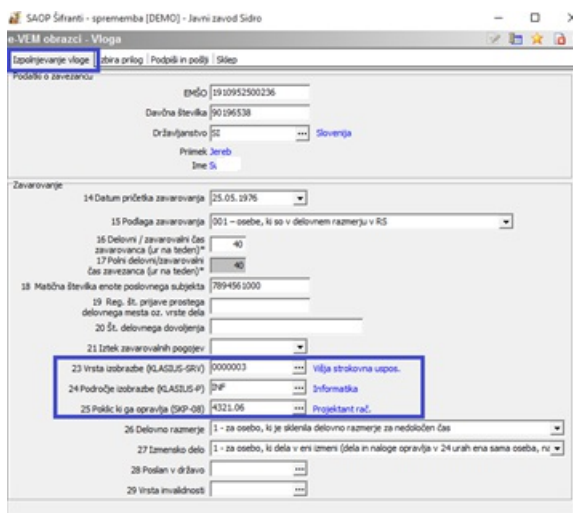 SAOP Šifranti - sprememba [DEMO] - Javni zavod Sidro
e-VEM obrazci - Vloga
Izpolnjevanje vloge Izbira prilog Podpiši in pošlji Sklep
Podatki o zavezancu
EMŠO 1910952500236
Davčna številka 90196538
Državljanstvo SI ... Slovenija
Priimek Jereb
Ime
Zavarovanje
14 Datum pričetka zavarovanja 25.05.1976
15 Podlaga zavarovanja 001 – osebe, ki so v delovnem razmerju v RS
16 Delovni / zavarovalni čas
zavarovanca (ur na teden)* 40
17 Polni delovni/zavarovalni
čas zavezanca (ur na teden)* 40
18 Matična številka enote poslovnega subjekta 7894561000
19 Reg. št. prijave prostega
delovnega mesta oz. vrste dela
20 Št. delovnega dovoljenja
21 Iztek zavarovalnih pogojev
23 Vrsta izobrazbe (KLASIUS-SRV) 0000003 ... Višja strokovna uspos.
24 Področje izobrazbe (KLASIUS-P) INF ... Informatika
25 Poklic ki ga opravlja (SKP-08) 4321.06 ... Projektant rač.
26 Delovno razmerje 1 - za osebo, ki je sklenila delovno razmerje za nedoločen čas
27 Izmensko delo 1 - za osebo, ki dela v eni izmeni (dela in naloge opravlja v 24 urah ena sama oseba, na
28 Poslan v državo ...
29 Vrsta invalidnosti ...